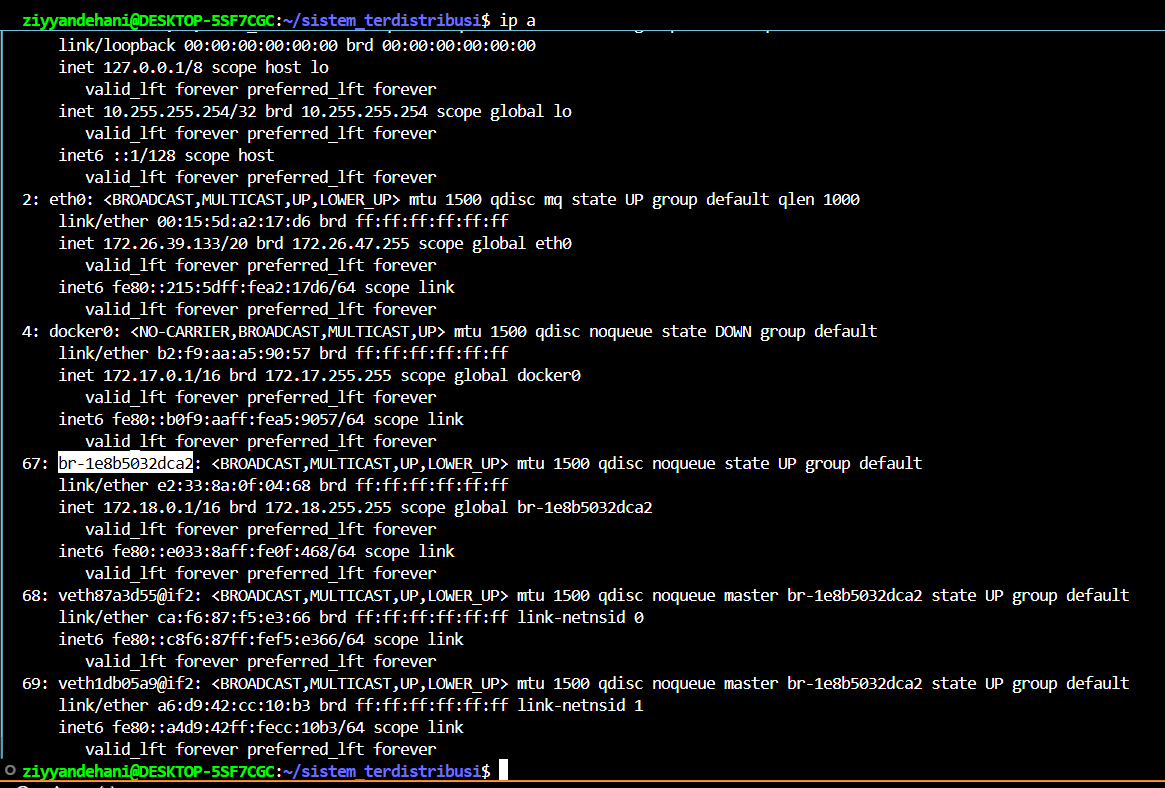 ziyyandehani@DESKTOP-5SF7CGC:~/sistem_terdistribusi$ ip a
link/loopback 00:00:00:00:00:00 brd 00:00:00:00:00:00
inet 127.0.0.1/8 scope host lo
valid_lft forever preferred_lft forever
inet 10.255.255.254/32 brd 10.255.255.254 scope global lo
valid_lft forever preferred_lft forever
inet6 ::1/128 scope host
valid_lft forever preferred_lft forever
2: eth0: <BROADCAST,MULTICAST,UP,LOWER_UP> mtu 1500 qdisc mq state UP group default qlen 1000
link/ether 00:15:5d:a2:17:d6 brd ff:ff:ff:ff:ff:ff
inet 172.26.39.133/20 brd 172.26.47.255 scope global eth0
valid_lft forever preferred_lft forever
inet6 fe80::215:5dff:fea2:17d6/64 scope link
valid_lft forever preferred_lft forever
4: docker0: <NO-CARRIER,BROADCAST,MULTICAST,UP> mtu 1500 qdisc noqueue state DOWN group default
link/ether b2:f9:aa:a5:90:57 brd ff:ff:ff:ff:ff:ff
inet 172.17.0.1/16 brd 172.17.255.255 scope global docker0
valid_lft forever preferred_lft forever
inet6 fe80::b0f9:aaff:fea5:9057/64 scope link
valid_lft forever preferred_lft forever
67: br-1e8b5032dca2: <BROADCAST,MULTICAST,UP,LOWER_UP> mtu 1500 qdisc noqueue state UP group default
link/ether e2:33:8a:0f:04:68 brd ff:ff:ff:ff:ff:ff
inet 172.18.0.1/16 brd 172.18.255.255 scope global br-1e8b5032dca2
valid_lft forever preferred_lft forever
inet6 fe80::e033:8aff:fe0f:468/64 scope link
valid_lft forever preferred_lft forever
68: veth87a3d55@if2: <BROADCAST,MULTICAST,UP,LOWER_UP> mtu 1500 qdisc noqueue master br-1e8b5032dca2 state UP group default
link/ether ca:f6:87:f5:e3:66 brd ff:ff:ff:ff:ff:ff link-netnsid 0
inet6 fe80::c8f6:87ff:fef5:e366/64 scope link
valid_lft forever preferred_lft forever
69: veth1db05a9@if2: <BROADCAST,MULTICAST,UP,LOWER_UP> mtu 1500 qdisc noqueue master br-1e8b5032dca2 state UP group default
link/ether a6:d9:42:cc:10:b3 brd ff:ff:ff:ff:ff:ff link-netnsid 1
inet6 fe80::a4d9:42ff:fecc:10b3/64 scope link
valid_lft forever preferred_lft forever
ziyyandehani@DESKTOP-5SF7CGC:~/sistem_terdistribusi$